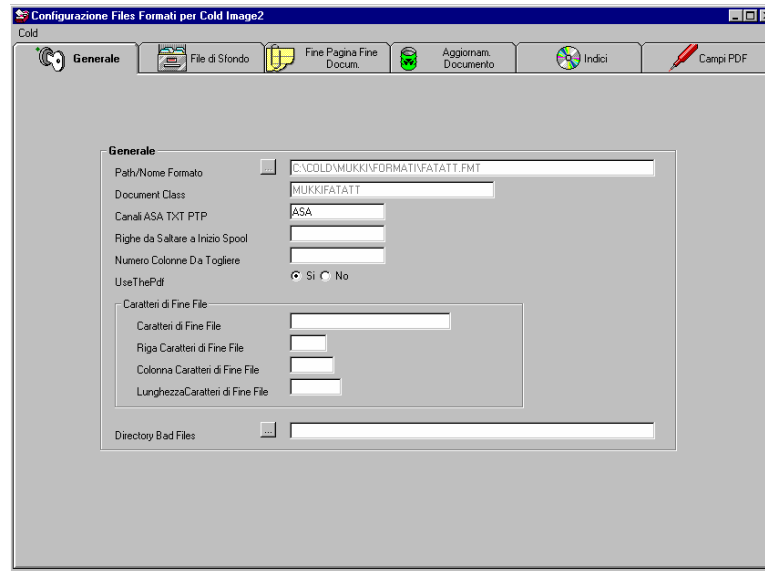 Configurazione Files Formati per Cold Image2
Cold
Generale
File di Sfondo
Fine Pagina Fine
Docum.
Aggiornam.
Documento
Indici
Campi PDF
Generale
Path/Nome Formato ... C:\COLD\MUKKI\FORMATI\FATATT.FMT
Document Class MUKKIFATATT
Canali ASA TXT PTP ASA
Righe da Saltare a Inizio Spool
Numero Colonne Da Togliere
UseThePdf Si No
Caratteri di Fine File
Caratteri di Fine File
Riga Caratteri di Fine File
Colonna Caratteri di Fine File
LunghezzaCaratteri di Fine File
Directory Bad Files ...